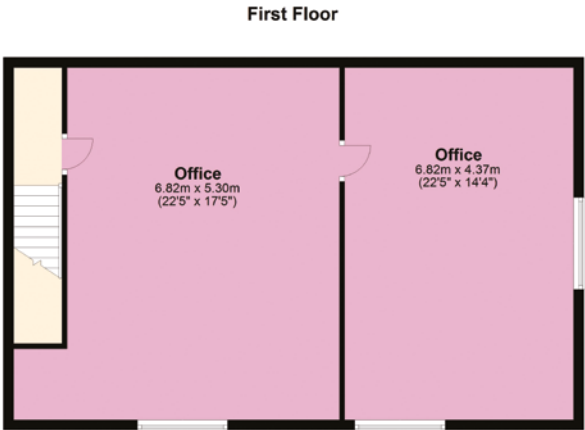 First Floor
Office
6.82m x 5.30m
(22'5" x 17'5")
Office
6.82m x 4.37m
(22'5" x 14'4")